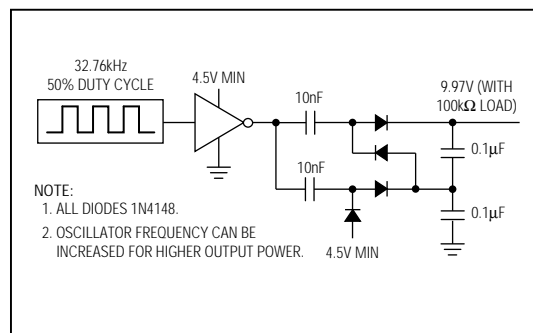 32.76kHz
50% DUTY CYCLE
4.5V MIN
10nF
9.97V (WITH
100kΩ LOAD)
0.1μF
10nF
0.1μF
4.5V MIN
NOTE:
1. ALL DIODES 1N4148.
2. OSCILLATOR FREQUENCY CAN BE
INCREASED FOR HIGHER OUTPUT POWER.